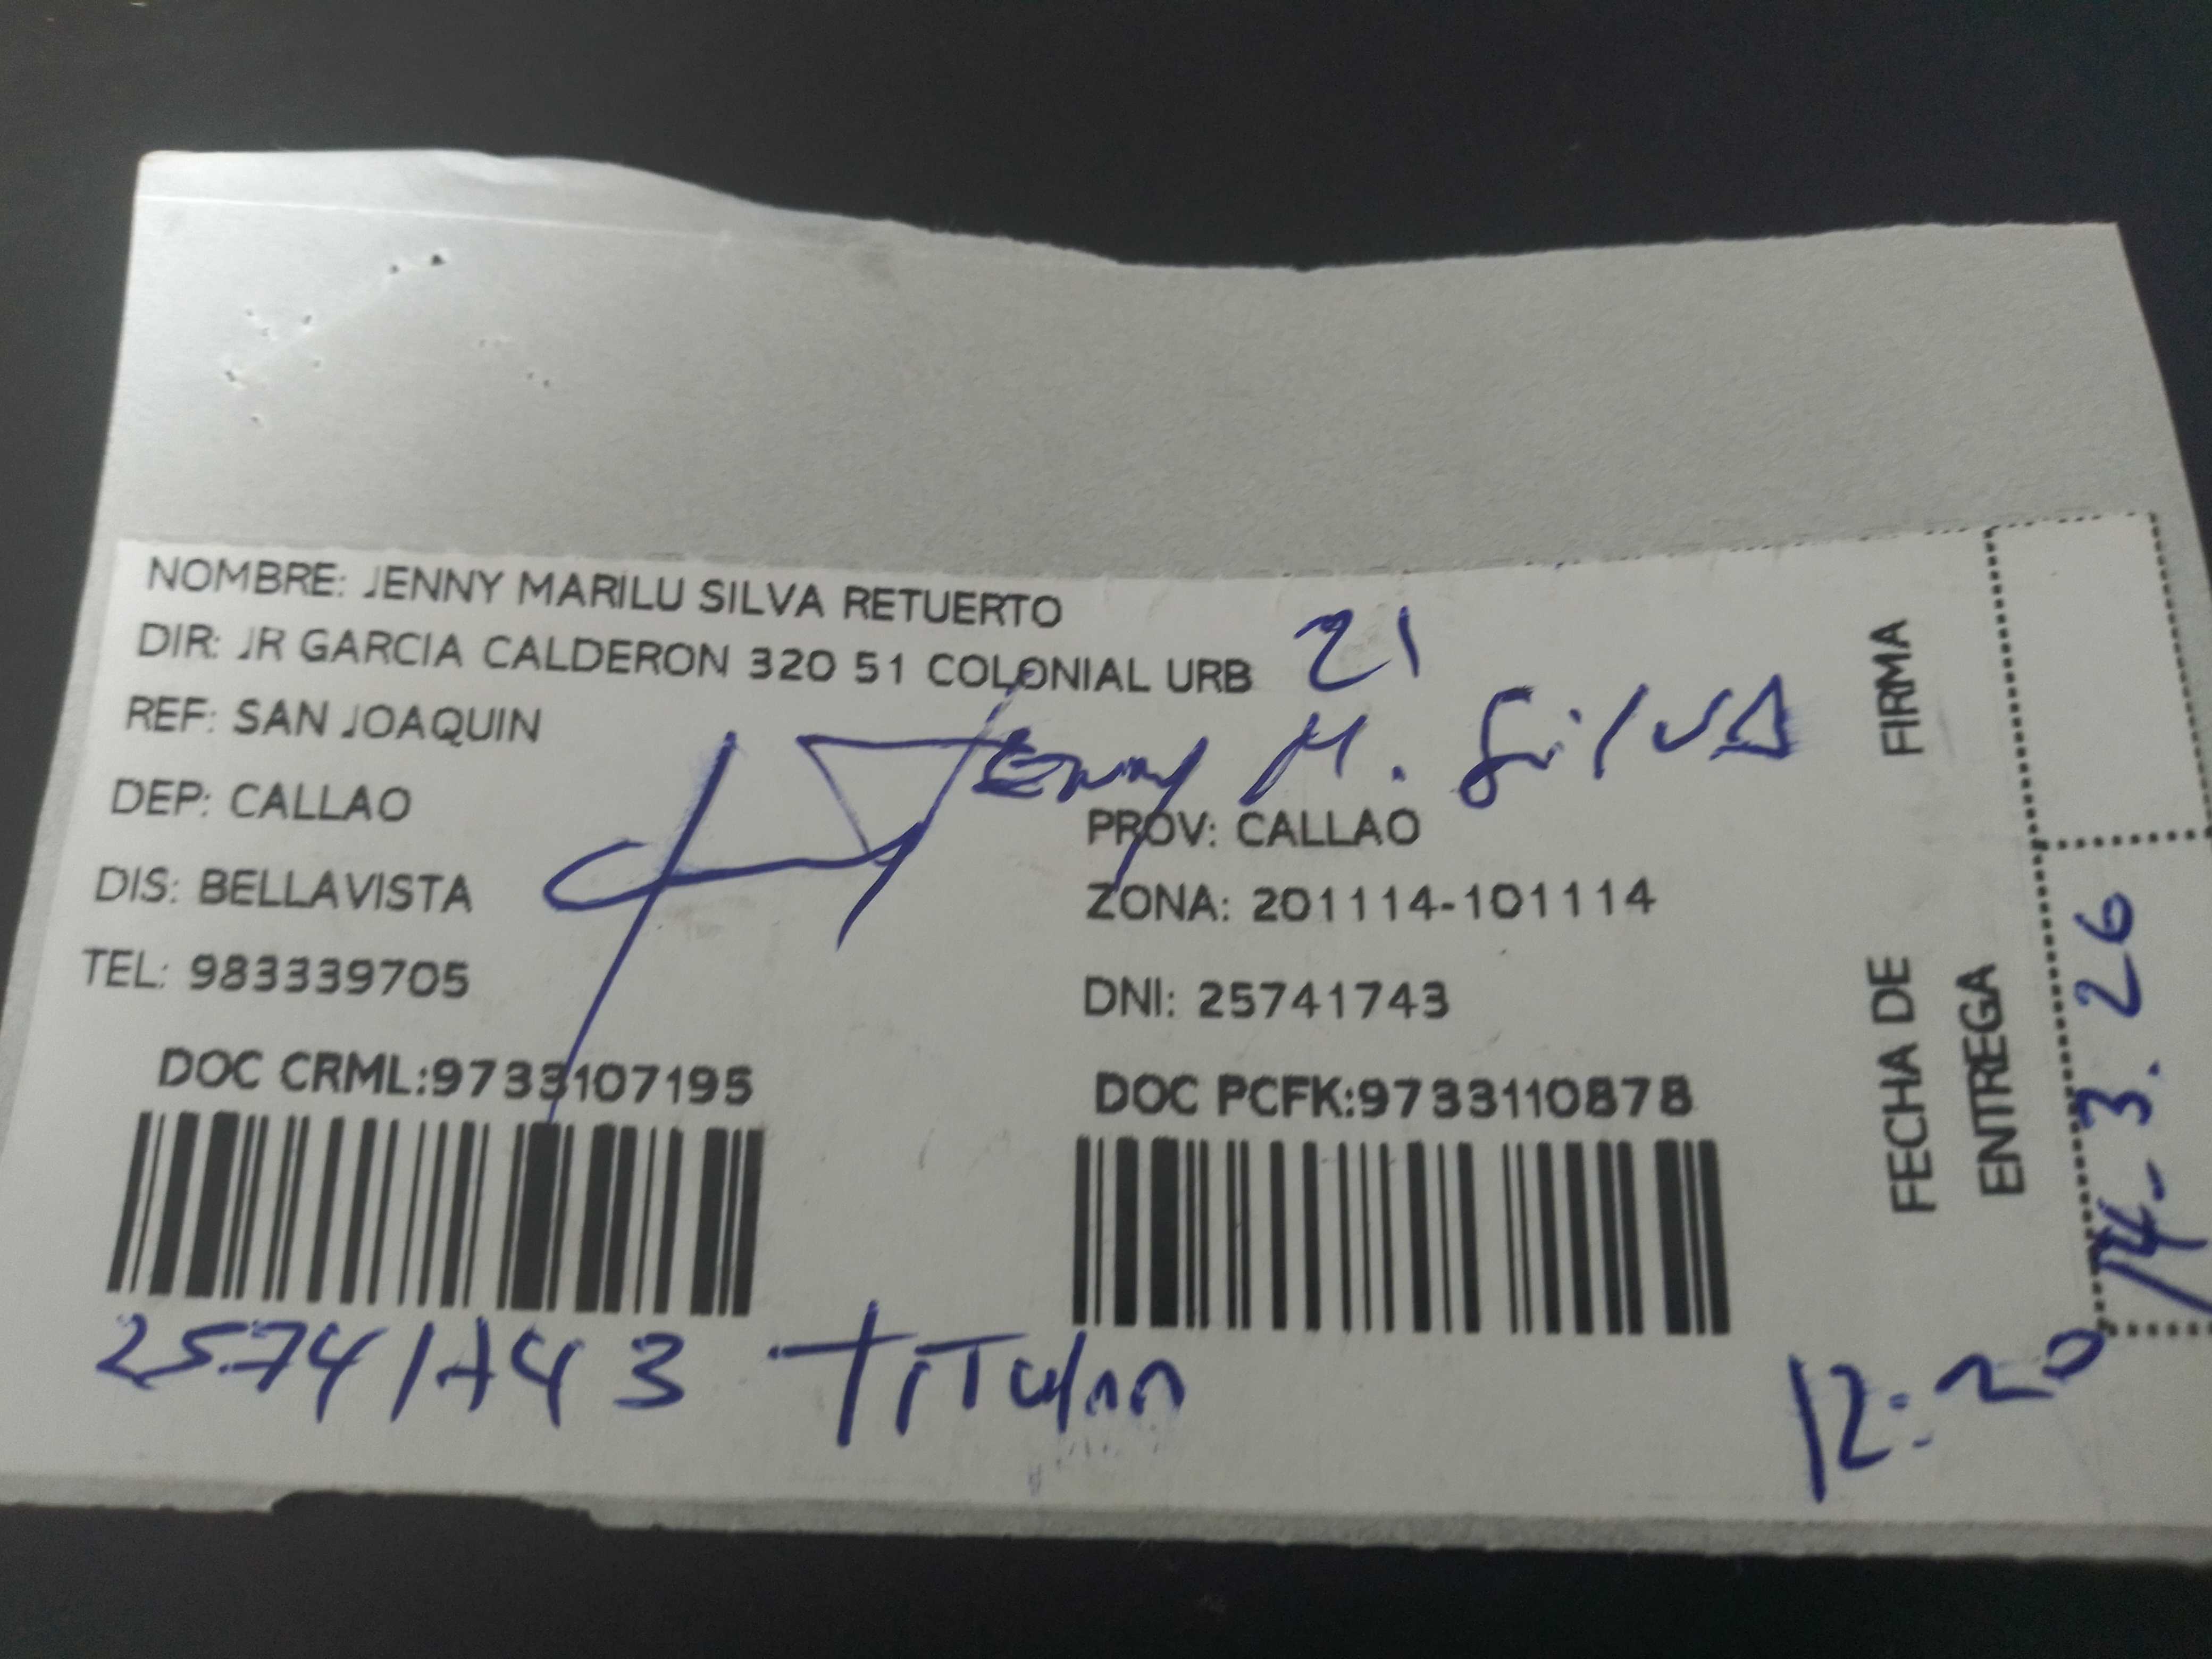 NOMBRE: JENNY MARILU SILVA RETUERTO
DIR: JR GARCIA CALDERON 320 51 COLONIAL URB 21
REF: SAN JOAQUIN
Jenny M. SilVA
DEP: CALLAO
PROV: CALLAO
DIS: BELLAVISTA
ZONA: 201114-101114
TEL: 983339705
DNI: 25741743
DOC CRML:9733107195
DOC PCFK:9733110878
25741743 TiTular
FIRMA
FECHA DE
ENTREGA
14-3.26
12:20